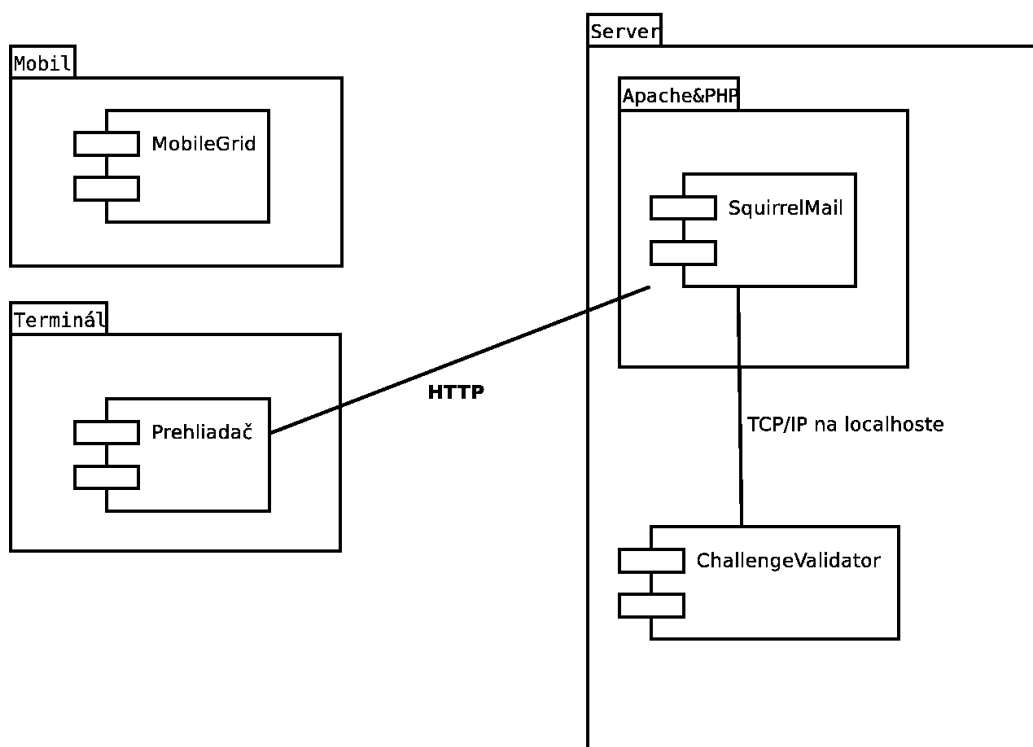 Mobil
MobileGrid
Terminál
Prehliadač
HTTP
Server
Apache&PHP
SquirrelMail
TCP/IP na localhoste
ChallengeValidator